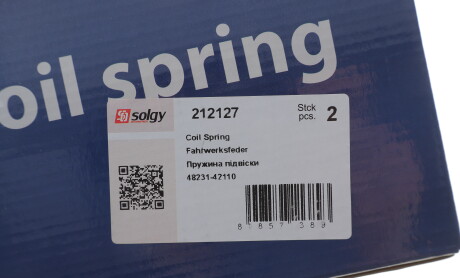 oil spring
solgy
212127
Stck
pcs. 2
Coil Spring
Fahrwerksfeder
Пружина підвіски
48231-42110